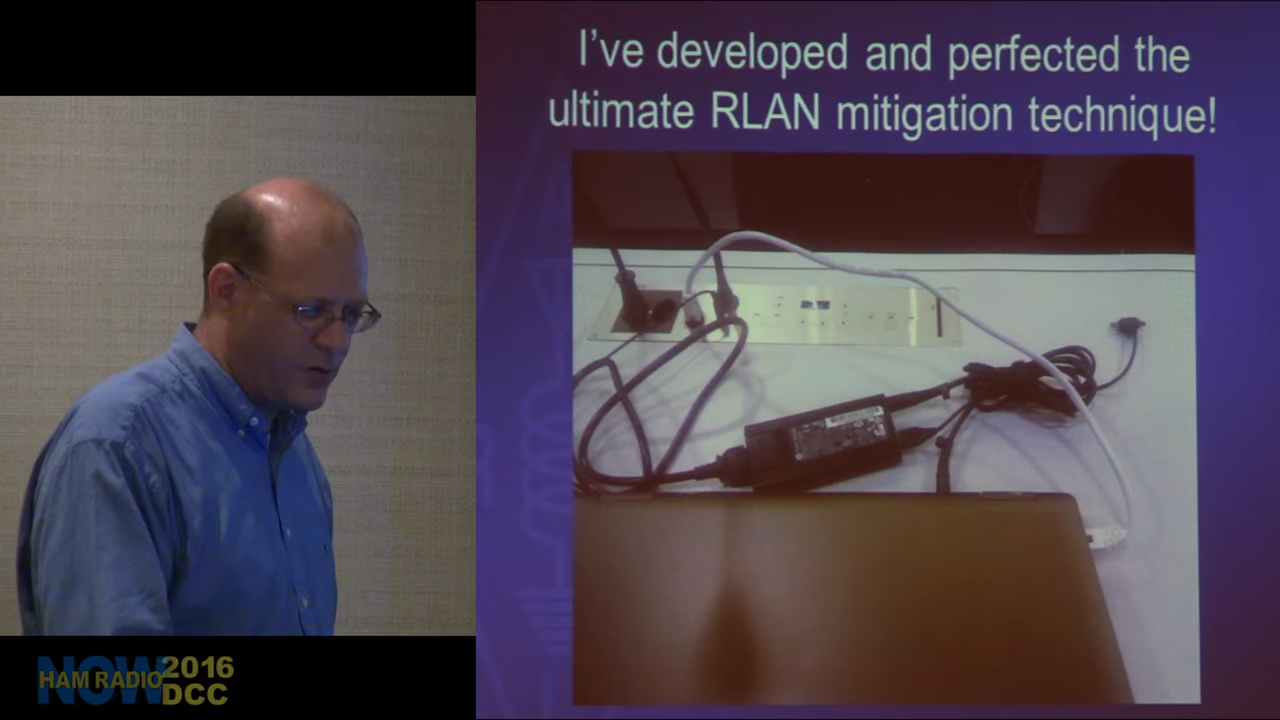 I've developed and perfected the
ultimate RLAN mitigation technique!
NOW
HAM RADIO
2016
DCC